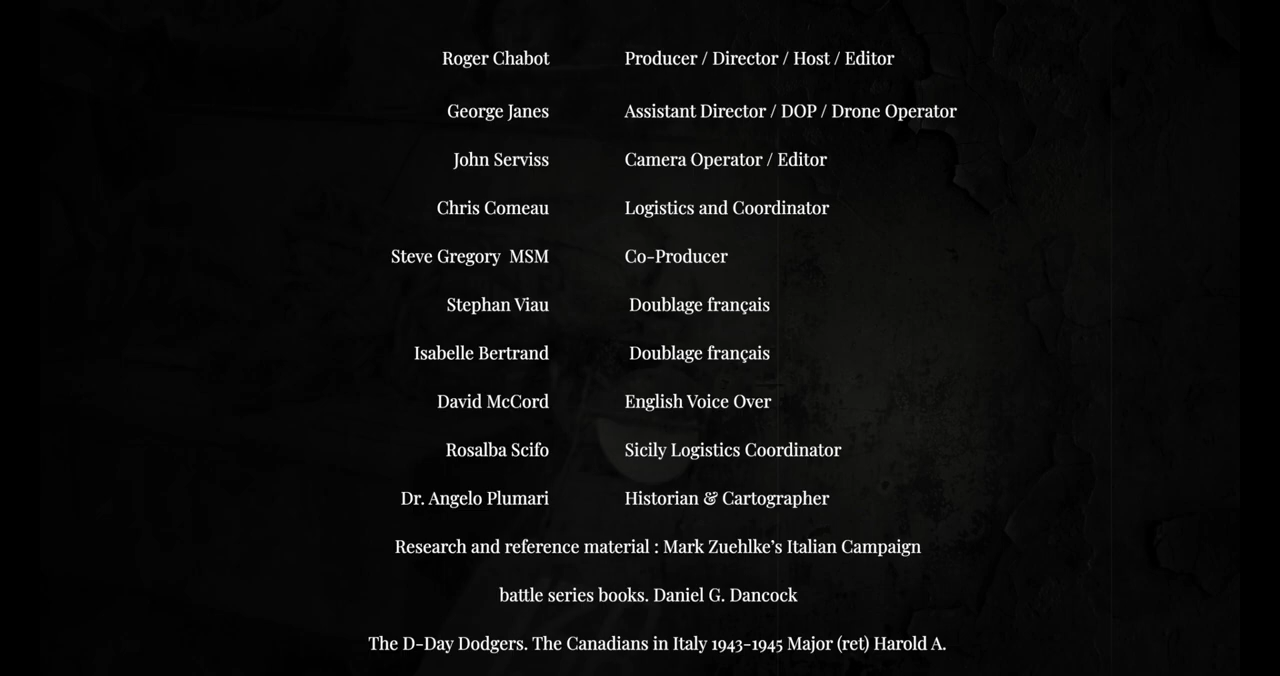 Roger Chabot Producer / Director / Host / Editor
George Janes Assistant Director / DOP / Drone Operator
John Serviss Camera Operator / Editor
Chris Comeau Logistics and Coordinator
Steve Gregory MSM Co-Producer
Stephan Viau Doublage français
Isabelle Bertrand Doublage français
David McCord English Voice Over
Rosalba Scifo Sicily Logistics Coordinator
Dr. Angelo Plumari Historian & Cartographer
Research and reference material : Mark Zuehlke’s Italian Campaign
battle series books. Daniel G. Dancock
The D-Day Dodgers. The Canadians in Italy 1943-1945 Major (ret) Harold A.